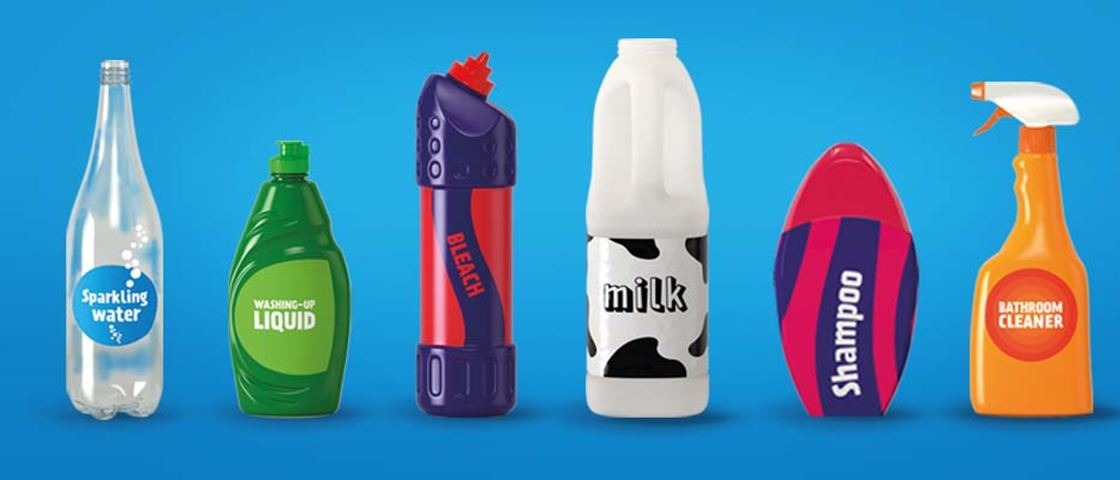 Sparkling
water
WASHING-UP
LIQUID
BLEACH
milk
Shampoo
BATHROOM
CLEANER